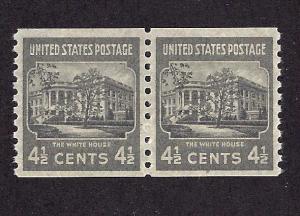 UNITED STATES POSTAGE
THE WHITE HOUSE
4½ CENTS 4½
UNITED STATES POSTAGE
THE WHITE HOUSE
4½ CENTS 4½